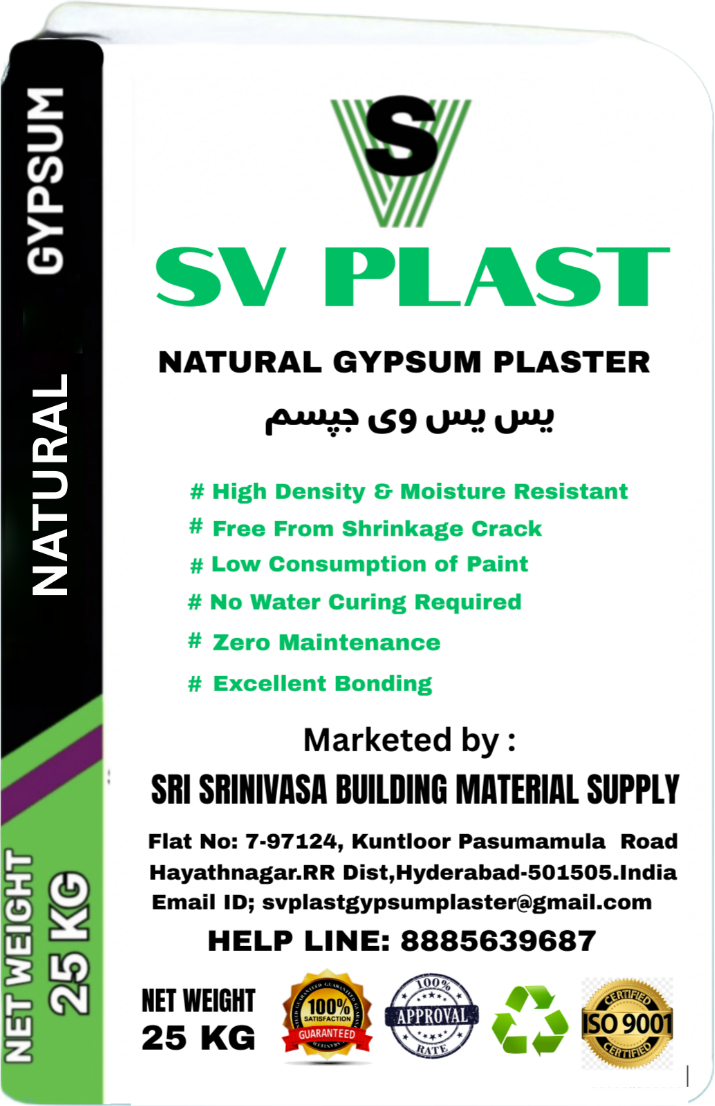 NATURAL GYPSUM
NET WEIGHT
25 KG
S
V
SV PLAST
NATURAL GYPSUM PLASTER
یس یس وی جپسم
# High Density & Moisture Resistant
# Free From Shrinkage Crack
# Low Consumption of Paint
# No Water Curing Required
# Zero Maintenance
# Excellent Bonding
Marketed by :
SRI SRINIVASA BUILDING MATERIAL SUPPLY
Flat No: 7-97124, Kuntloor Pasumamula Road
Hayathnagar.RR Dist,Hyderabad-501505.India
Email ID; svplastgypsumplaster@gmail.com
HELP LINE: 8885639687
NET WEIGHT
25 KG
100%
SATISFACTION
GUARANTEED
100%
APPROVAL
RATE
CERTIFIED
ISO 9001
CERTIFIED